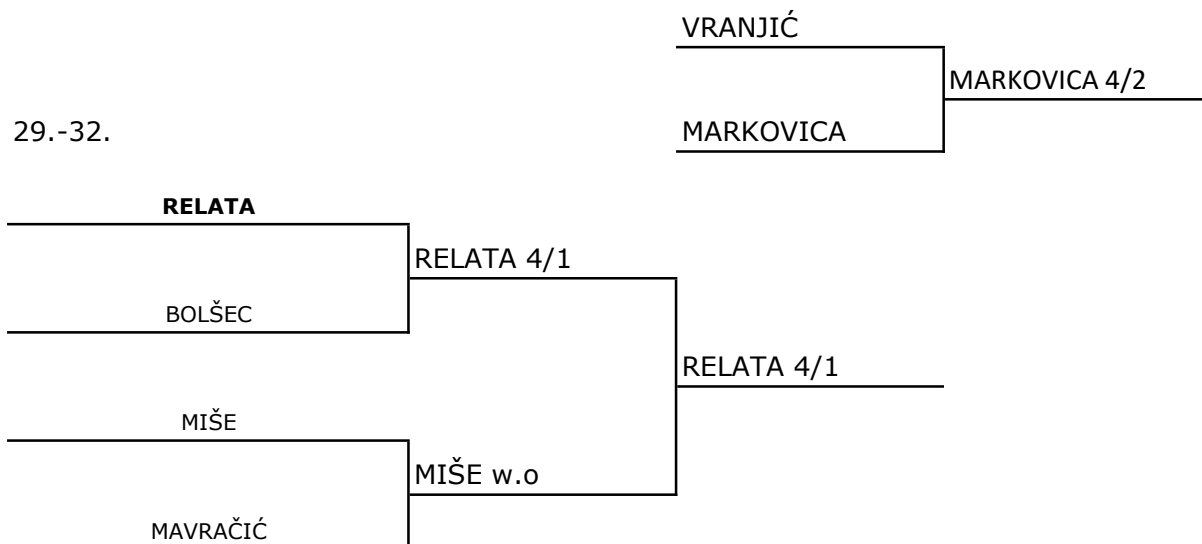 VRANJIĆ
MARKOVICA 4/2
29.-32.
MARKOVICA
RELATA
RELATA 4/1
BOLŠEC
RELATA 4/1
MIŠE
MIŠE w.o
MAVRAČIĆ